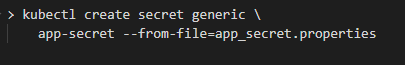 > kubectl create secret generic \
app-secret --from-file=app_secret.properties